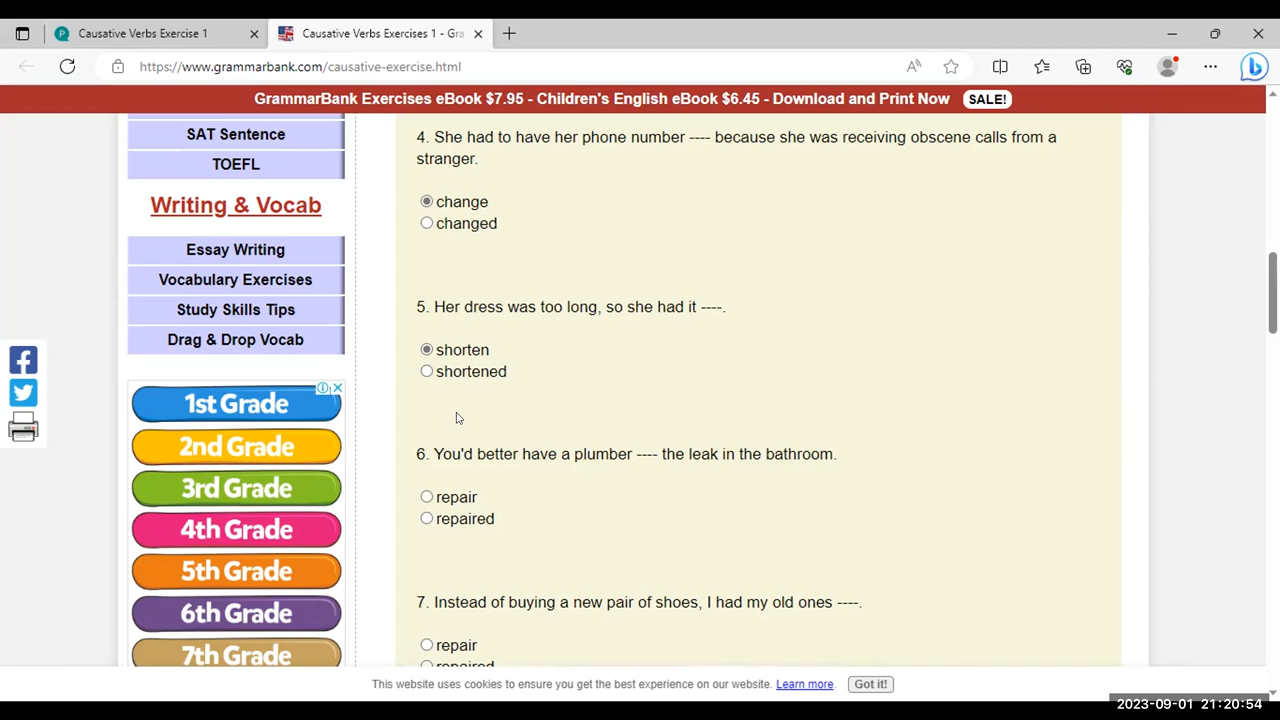 Causative Verbs Exercise 1
Causative Verbs Exercises 1 - Gra
https://www.grammarbank.com/causative-exercise.html
GrammarBank Exercises eBook $7.95 - Children's English eBook $6.45 - Download and Print Now SALE!
SAT Sentence
TOEFL
Writing & Vocab
Essay Writing
Vocabulary Exercises
Study Skills Tips
Drag & Drop Vocab
1st Grade
2nd Grade
3rd Grade
4th Grade
5th Grade
6th Grade
7th Grade
4. She had to have her phone number ---- because she was receiving obscene calls from a
stranger.
change
changed
5. Her dress was too long, so she had it ----.
shorten
shortened
6. You'd better have a plumber ---- the leak in the bathroom.
repair
repaired
7. Instead of buying a new pair of shoes, I had my old ones ----.
repair
repaired
This website uses cookies to ensure you get the best experience on our website. Learn more. Got it!
2023-09-01 21:20:54